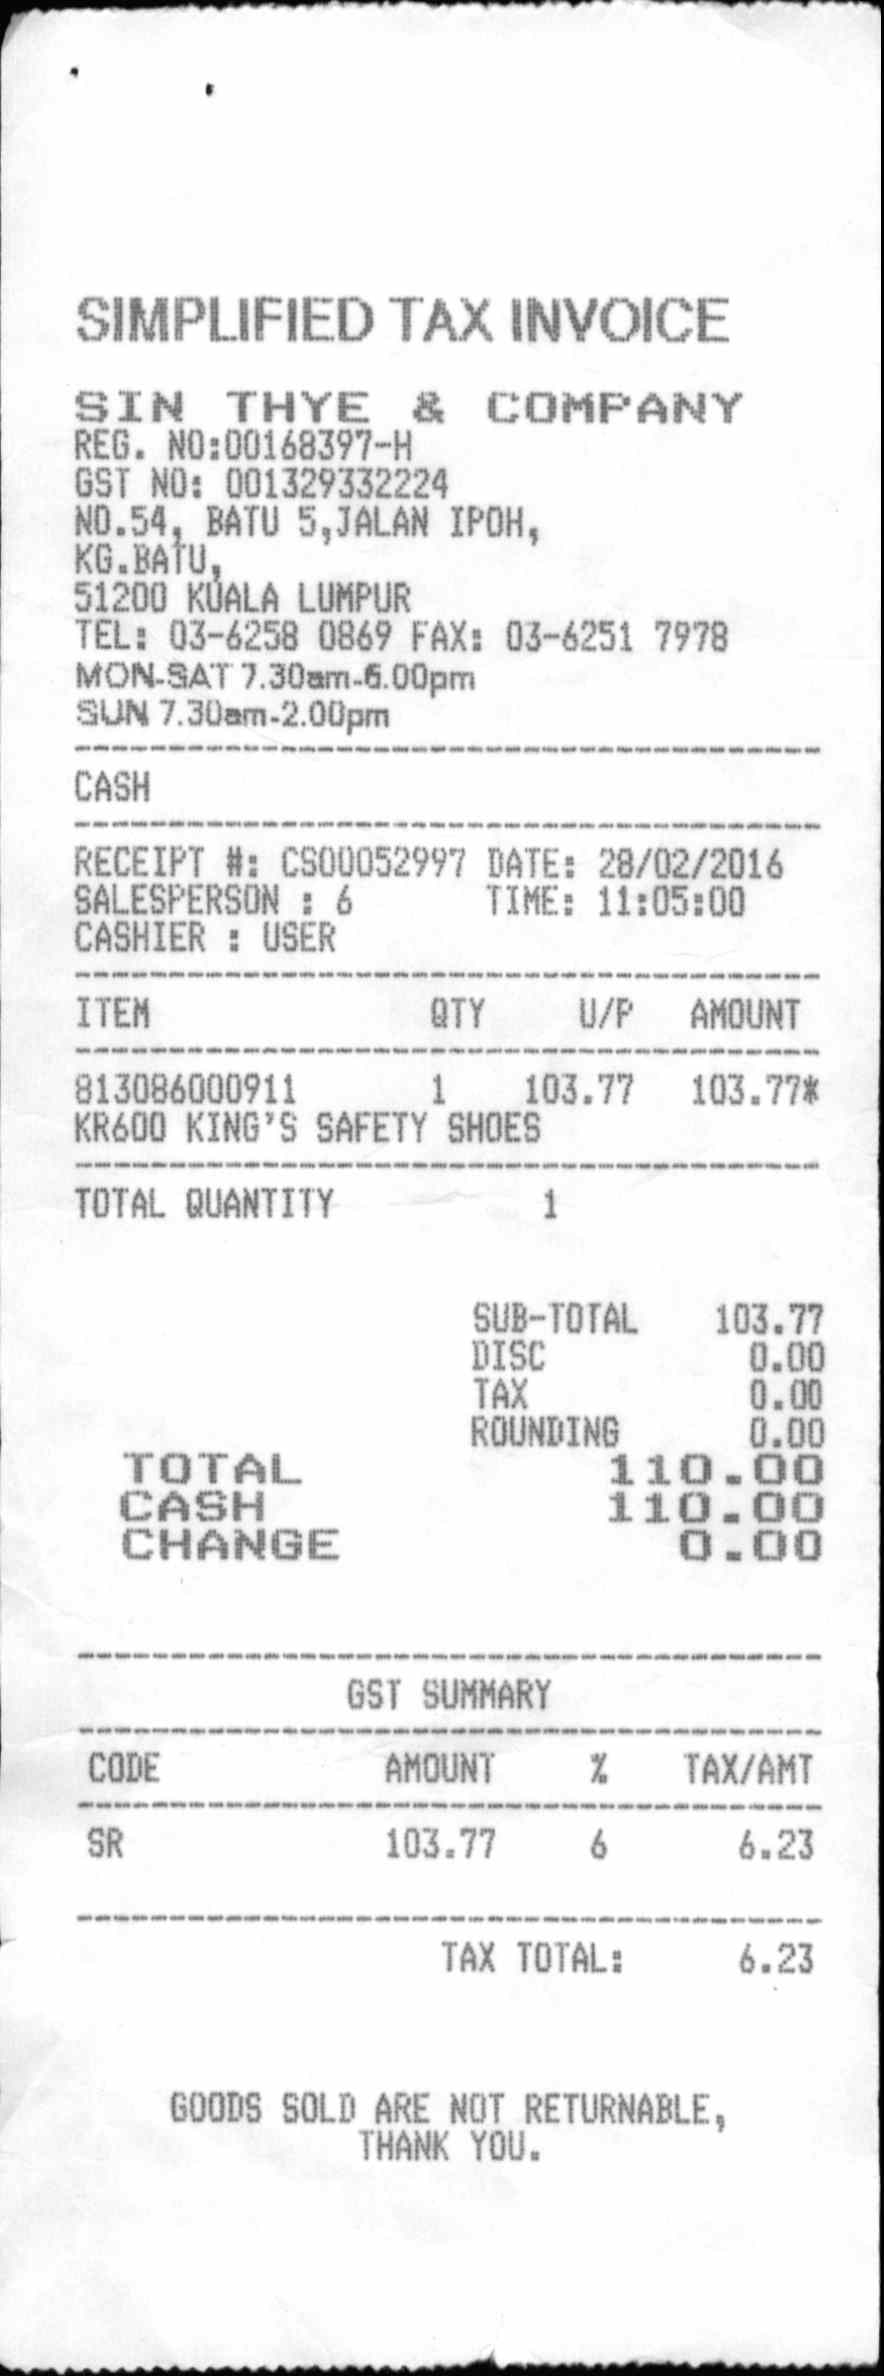 SIMPLIFIED TAX INVOICE
SIN THYE & COMPANY
REG. NO:00168397-H
GST NO: 001329332224
NO.54, BATU 5,JALAN IPOH,
KG.BATU,
51200 KUALA LUMPUR
TEL: 03-6258 0869 FAX: 03-6251 7978
MON-SAT 7.30am-6.00pm
SUN 7.30am-2.00pm
CASH
RECEIPT #: CS00052997 DATE: 28/02/2016
SALESPERSON : 6 TIME: 11:05:00
CASHIER : USER
ITEM QTY U/P AMOUNT
813086000911 1 103.77 103.77*
KR600 KING'S SAFETY SHOES
TOTAL QUANTITY 1
SUB-TOTAL 103.77
DISC 0.00
TAX 0.00
ROUNDING 0.00
TOTAL 110.00
CASH 110.00
CHANGE 0.00
GST SUMMARY
CODE AMOUNT % TAX/AMT
SR 103.77 6 6.23
TAX TOTAL: 6.23
GOODS SOLD ARE NOT RETURNABLE,
THANK YOU.